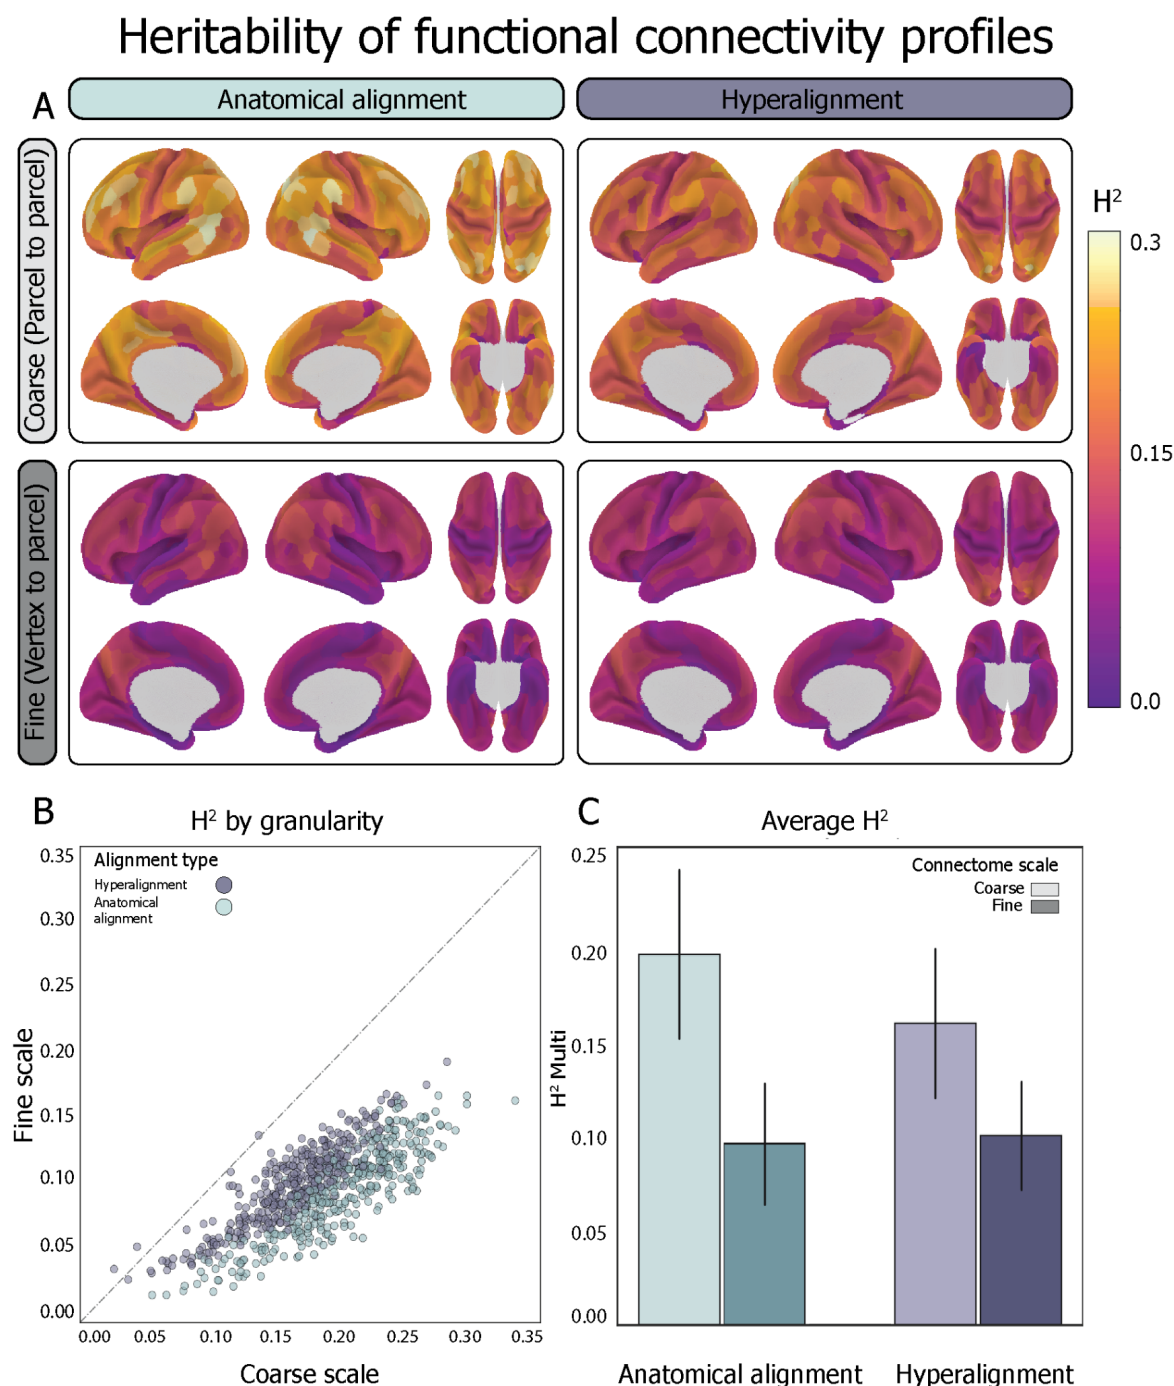 Heritability of functional connectivity profiles
A
Anatomical alignment
Hyperalignment
Coarse (Parcel to parcel)
Fine (Vertex to parcel)
H²
0.3
0.15
0.0
B
H² by granularity
Alignment type
Hyperalignment
Anatomical
alignment
0.35
0.30
0.25
0.20
0.15
0.10
0.05
0.00
Fine scale
0.00 0.05 0.10 0.15 0.20 0.25 0.30 0.35
Coarse scale
C
Average H²
Connectome scale
Coarse
Fine
0.25
0.20
0.15
0.10
0.05
0.00
H² Multi
Anatomical alignment
Hyperalignment